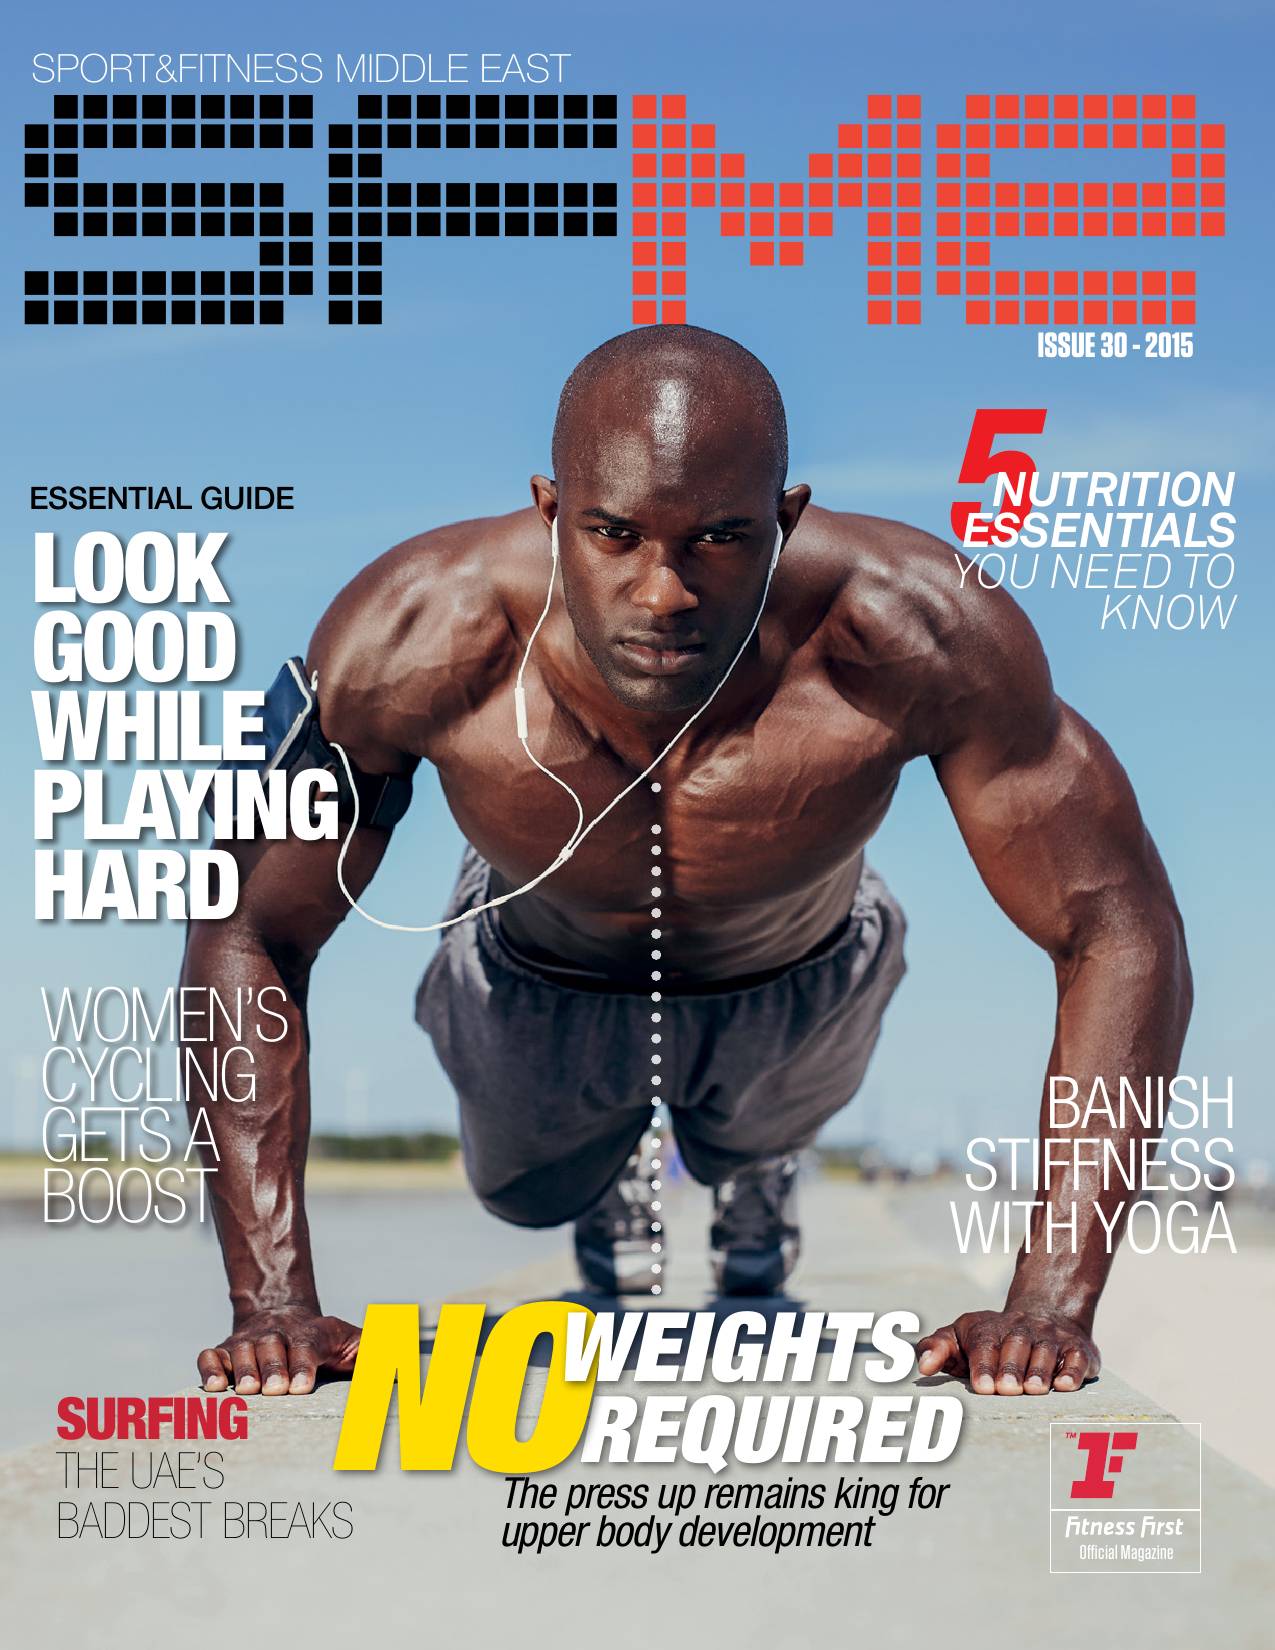 SPORT&FITNESS MIDDLE EAST
SFMe
ISSUE 30 - 2015
5
NUTRITION
ESSENTIALS
YOU NEED TO
KNOW
ESSENTIAL GUIDE
LOOK
GOOD
WHILE
PLAYING
HARD
WOMEN'S
CYCLING
GETS A
BOOST
BANISH
STIFFNESS
WITH YOGA
NO WEIGHTS
REQUIRED
The press up remains king for
upper body development
SURFING
THE UAE'S
BADDEST BREAKS
TM
Fitness First
Official Magazine